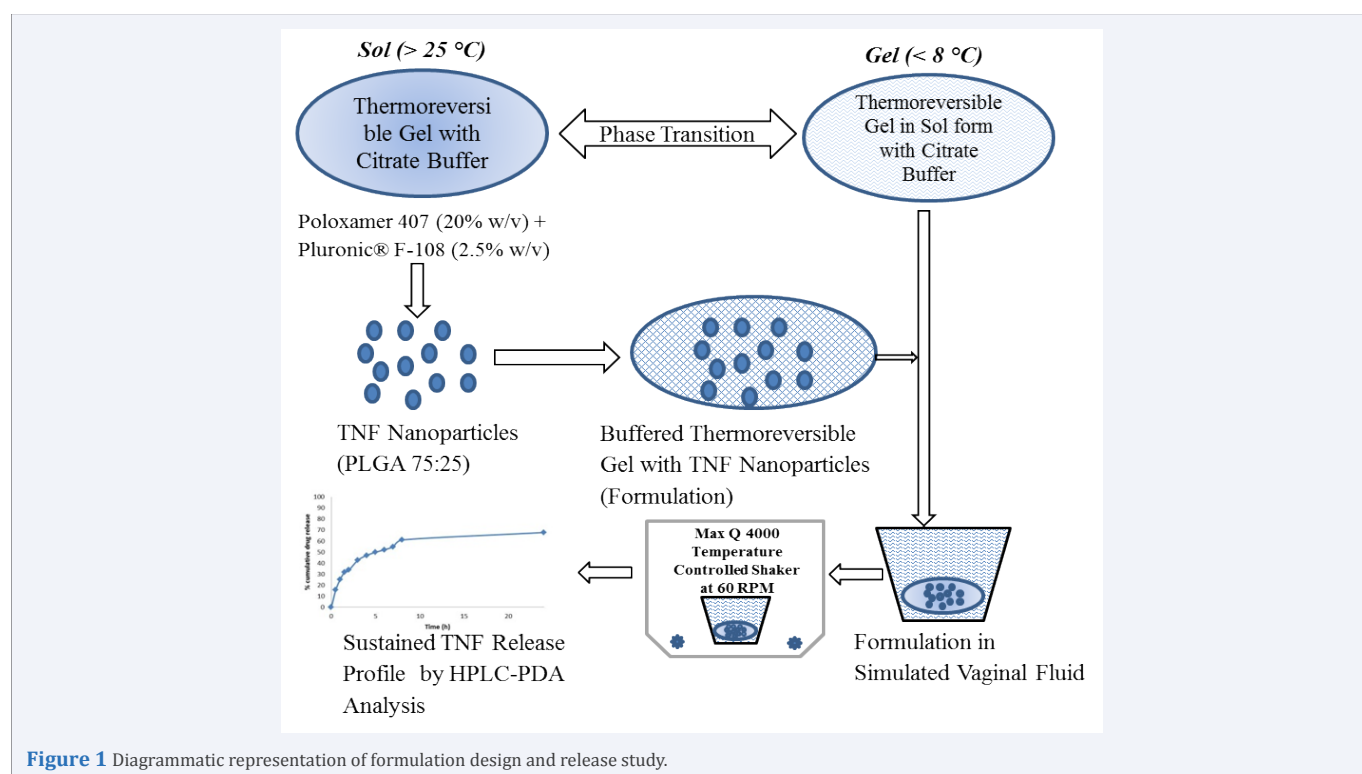 Sol (> 25 °C)
Gel (< 8 °C)
Thermoreversi
ble Gel with
Citrate Buffer
Phase Transition
Thermoreversible
Gel in Sol form
with Citrate
Buffer
Poloxamer 407 (20% w/v) +
Pluronic® F-108 (2.5% w/v)
TNF Nanoparticles
(PLGA 75:25)
Buffered Thermoreversible
Gel with TNF Nanoparticles
(Formulation)
% cumulative drug release
100
90
80
70
60
50
40
30
20
10
0
0
5
10
15
20
Time (h)
Sustained TNF Release
Profile by HPLC-PDA
Analysis
Max Q 4000
Temperature
Controlled Shaker
at 60 RPM
Formulation in
Simulated Vaginal Fluid
Figure 1 Diagrammatic representation of formulation design and release study.